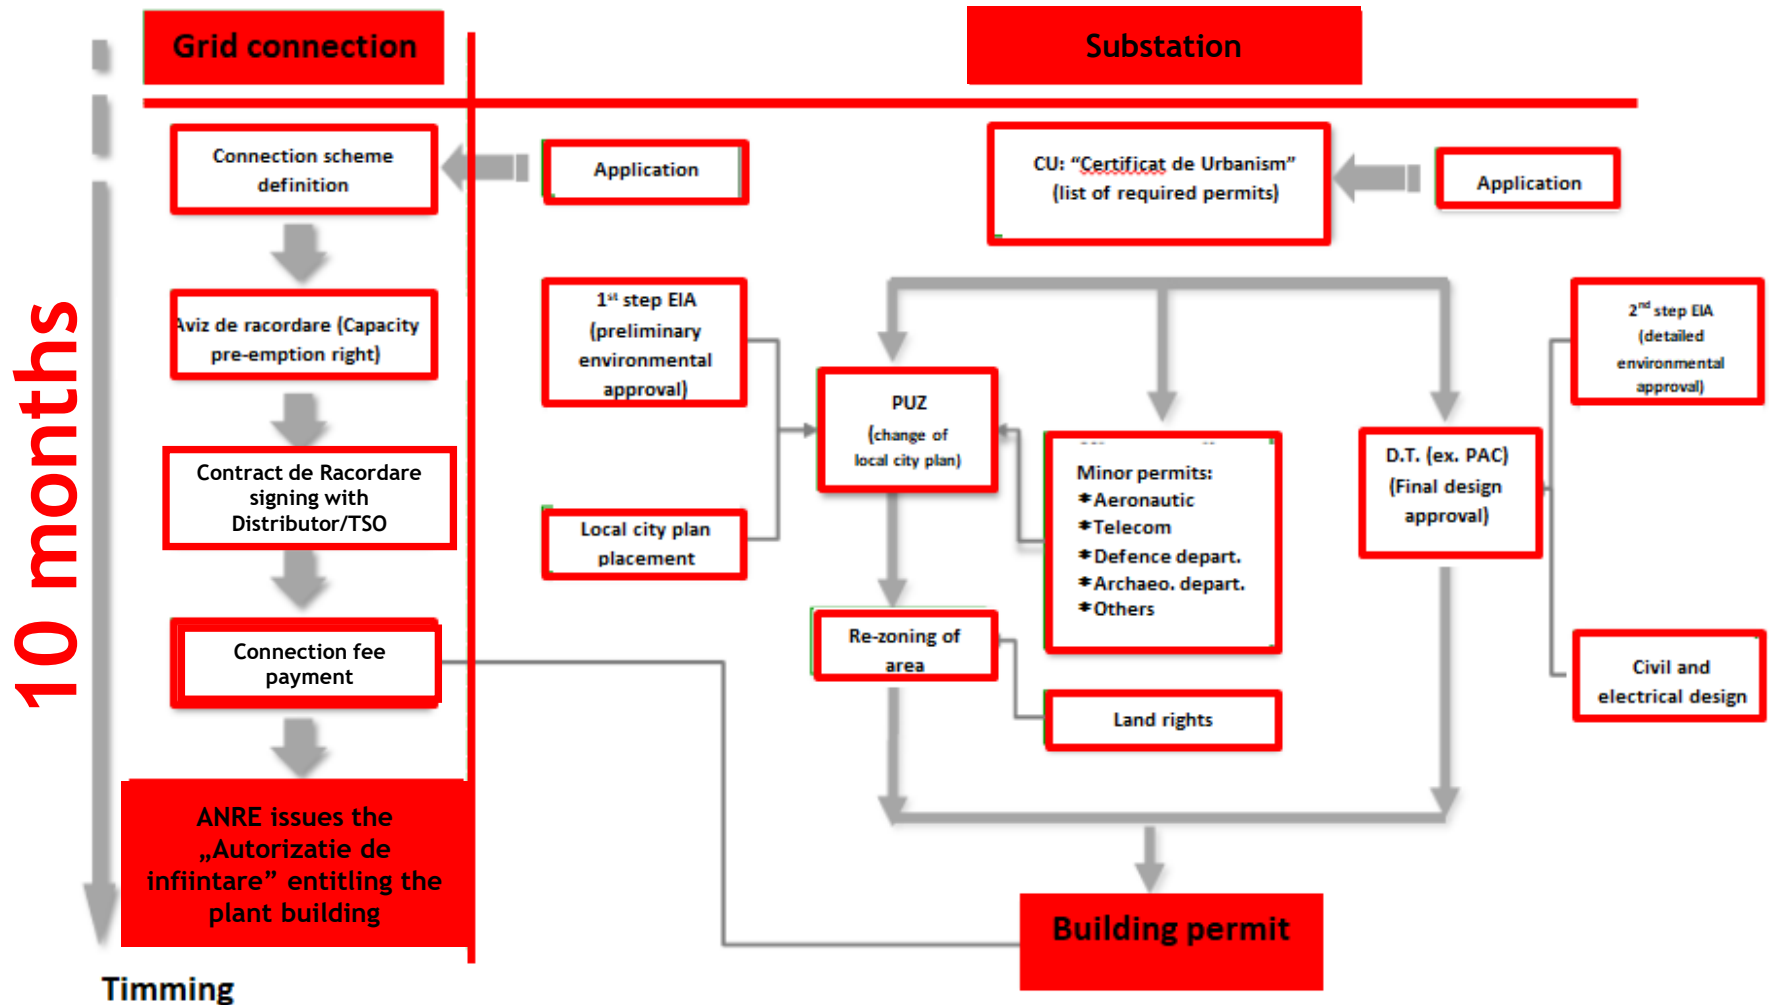 Grid connection
Substation
Connection scheme
definition
Application
CU: “Certificat de Urbanism”
(list of required permits)
Application
10 months
Aviz de racordare (Capacity
pre-emption right)
1st step EIA
(preliminary
environmental
approval)
PUZ
(change of
local city plan)
2nd step EIA
(detailed
environmental
approval)
Contract de Racordare
signing with
Distributor/TSO
Local city plan
placement
Minor permits:
Aeronautic
Telecom
Defence depart.
Archaeo. depart.
Others
D.T. (ex. PAC)
(Final design
approval)
Connection fee
payment
Re-zoning of
area
Land rights
Civil and
electrical design
ANRE issues the
„Autorizatie de
infiintare” entitling the
plant building
Building permit
Timming